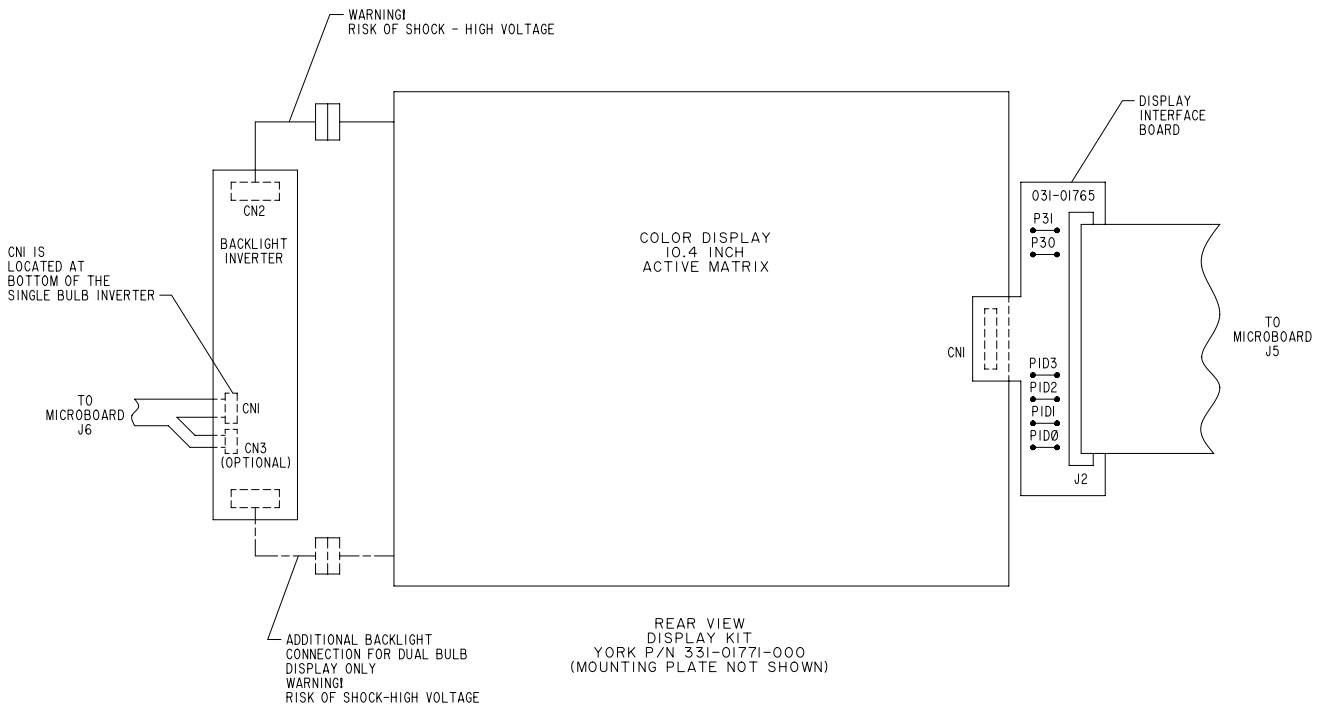 WARNING!
RISK OF SHOCK - HIGH VOLTAGE
DISPLAY
INTERFACE
BOARD
031-01765
P31
P30
CN2
BACKLIGHT
INVERTER
COLOR DISPLAY
10.4 INCH
ACTIVE MATRIX
CN1 IS
LOCATED AT
BOTTOM OF THE
SINGLE BULB INVERTER
TO
MICROBOARD
J5
CN1
PID3
PID2
PID1
PIDØ
J2
TO
MICROBOARD
J6
CN1
CN3
(OPTIONAL)
ADDITIONAL BACKLIGHT
CONNECTION FOR DUAL BULB
DISPLAY ONLY
WARNING!
RISK OF SHOCK-HIGH VOLTAGE
REAR VIEW
DISPLAY KIT
YORK P/N 331-01771-000
(MOUNTING PLATE NOT SHOWN)